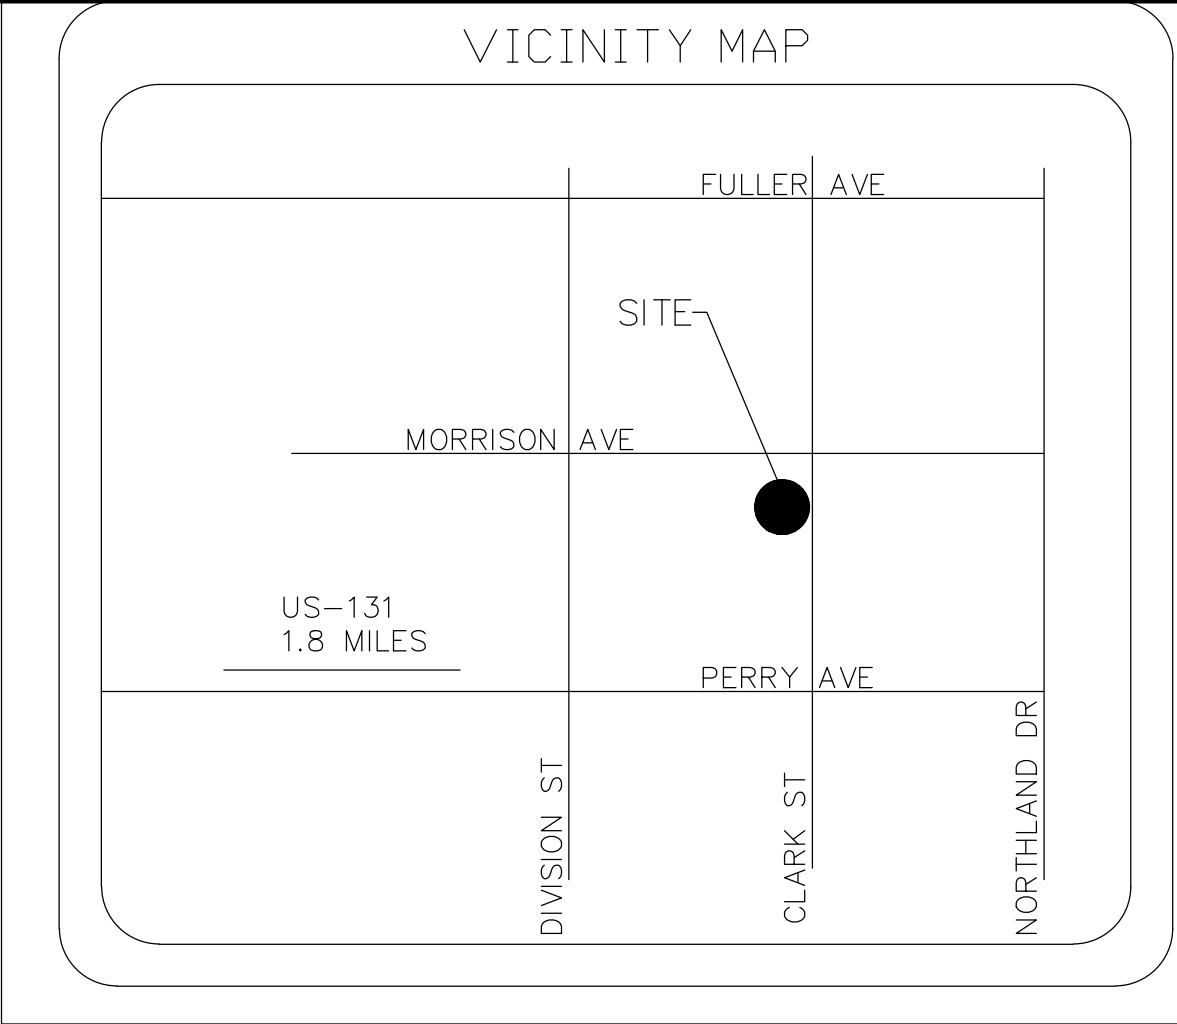 VICINITY MAP
FULLER AVE
SITE
MORRISON AVE
US-131
1.8 MILES
PERRY AVE
DIVISION ST
CLARK ST
NORTHLAND DR